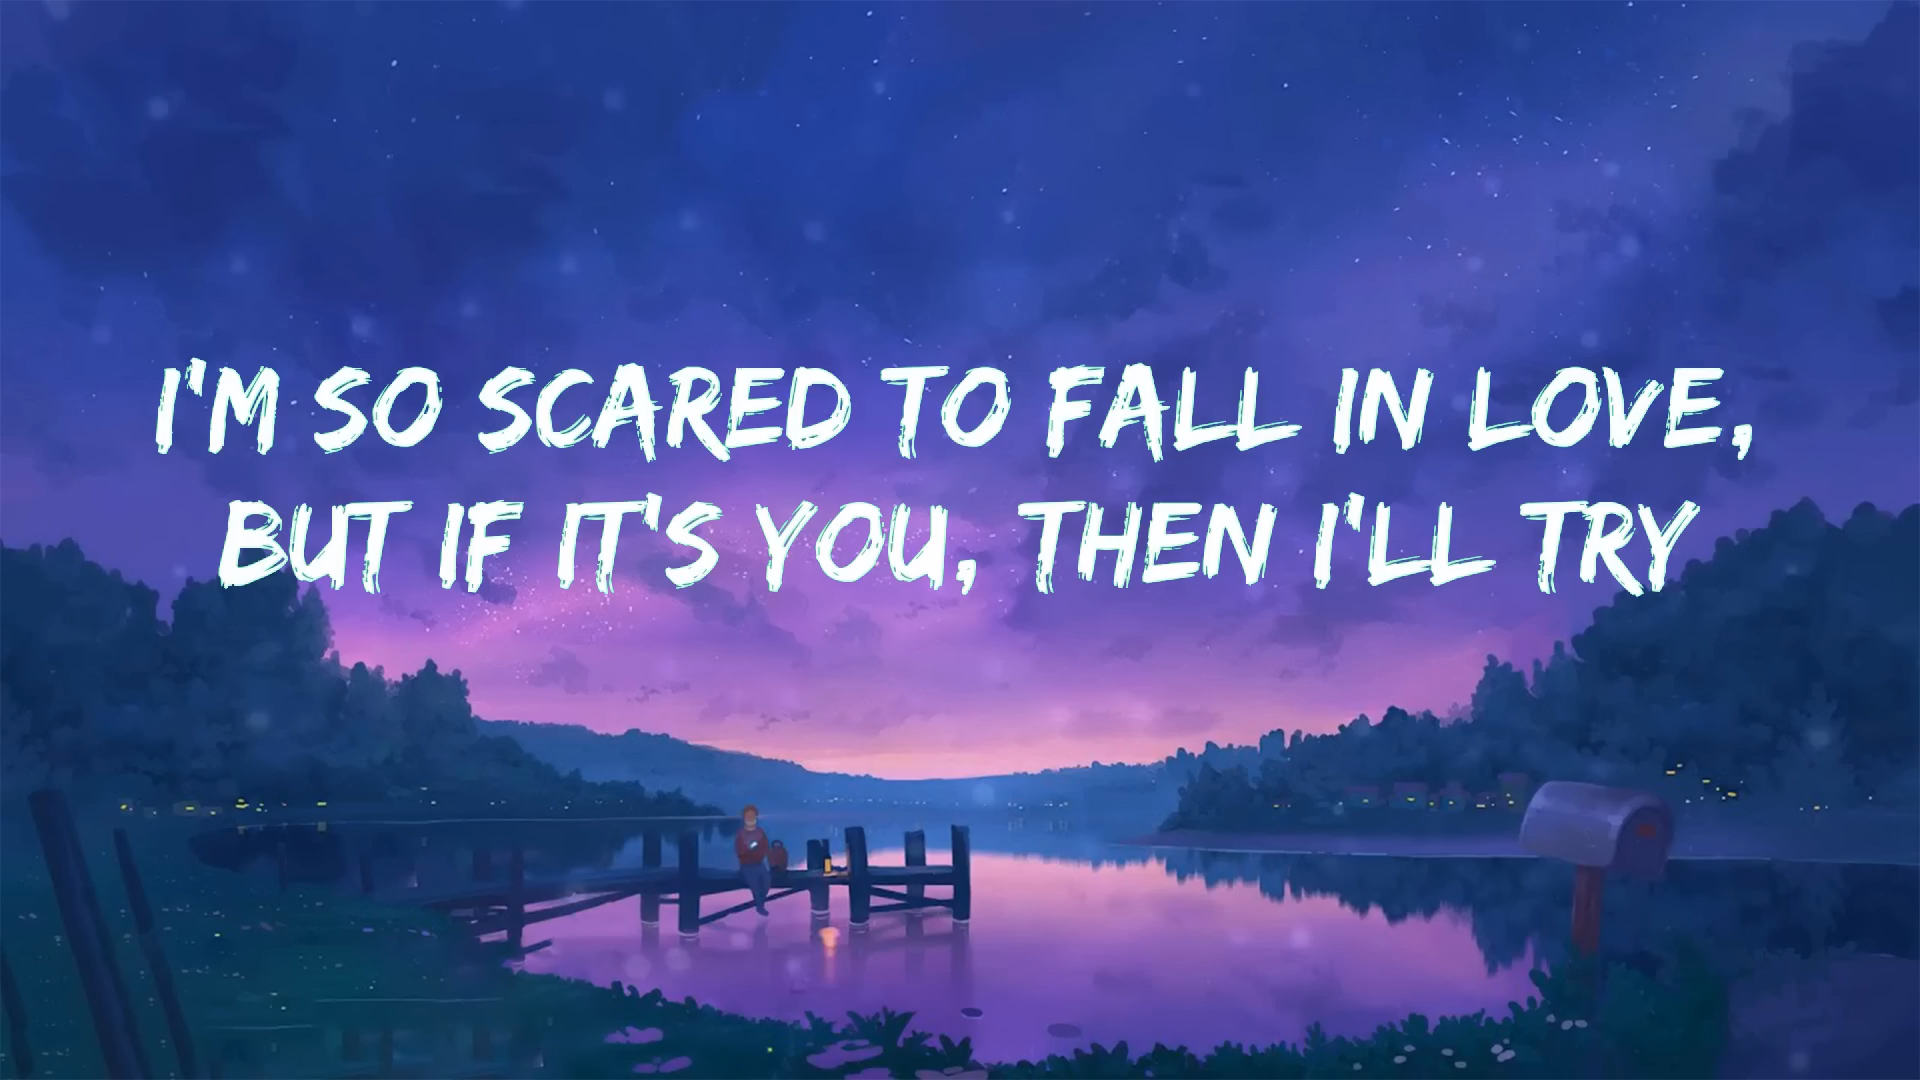 I'M SO SCARED TO FALL IN LOVE,
BUT IF IT'S YOU, THEN I'LL TRY